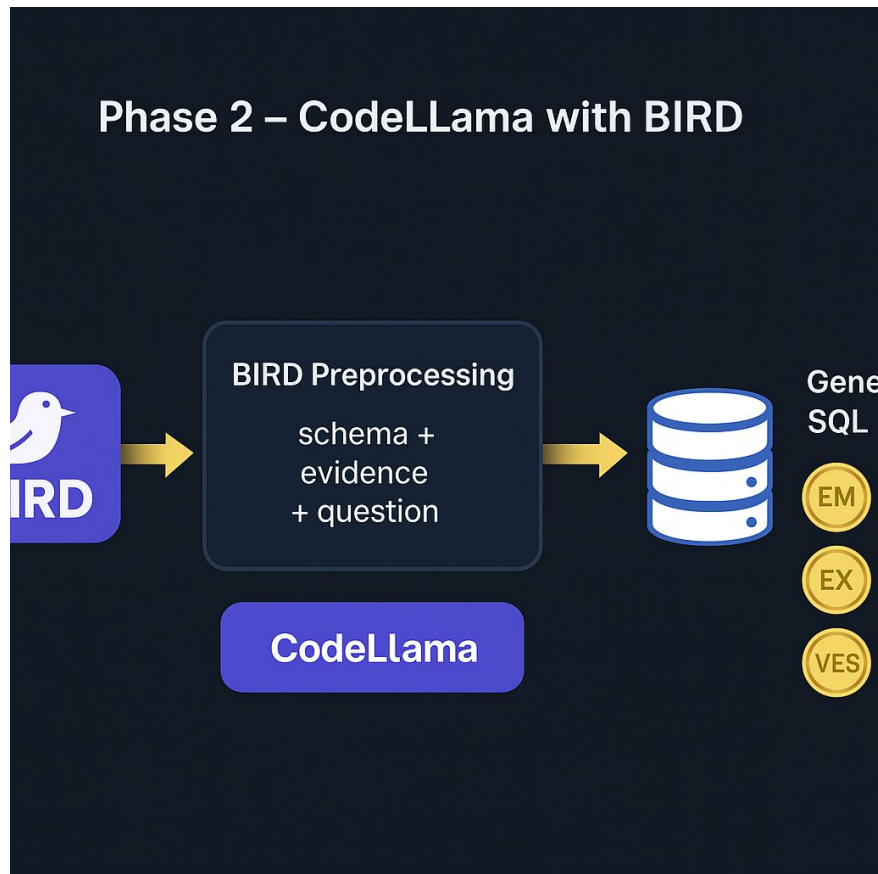 Phase 2 – CodeLLama with BIRD
IRD
BIRD Preprocessing
schema +
evidence
+ question
CodeLlama
Gene
SQL
EM
EX
VES